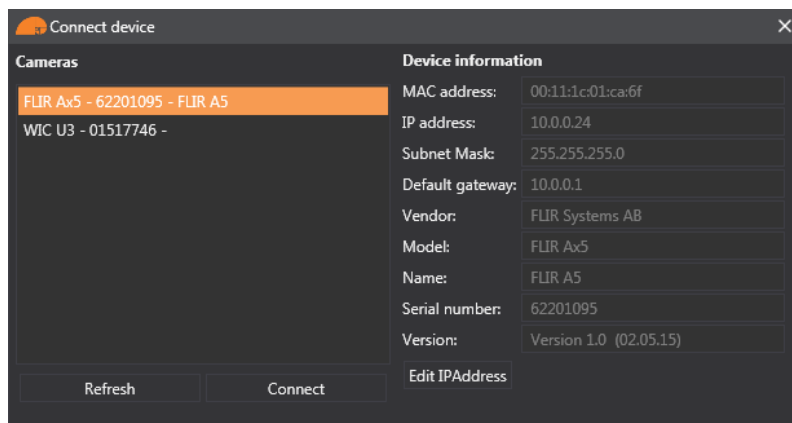 Connect device
Cameras
FLIR Ax5 - 62201095 - FLIR A5
WIC U3 - 01517746 -
Refresh
Connect
Device information
MAC address: 00:11:1c:01:ca:6f
IP address: 10.0.0.24
Subnet Mask: 255.255.255.0
Default gateway: 10.0.0.1
Vendor: FLIR Systems AB
Model: FLIR Ax5
Name: FLIR A5
Serial number: 62201095
Version: Version 1.0 (02.05.15)
Edit IPAddress